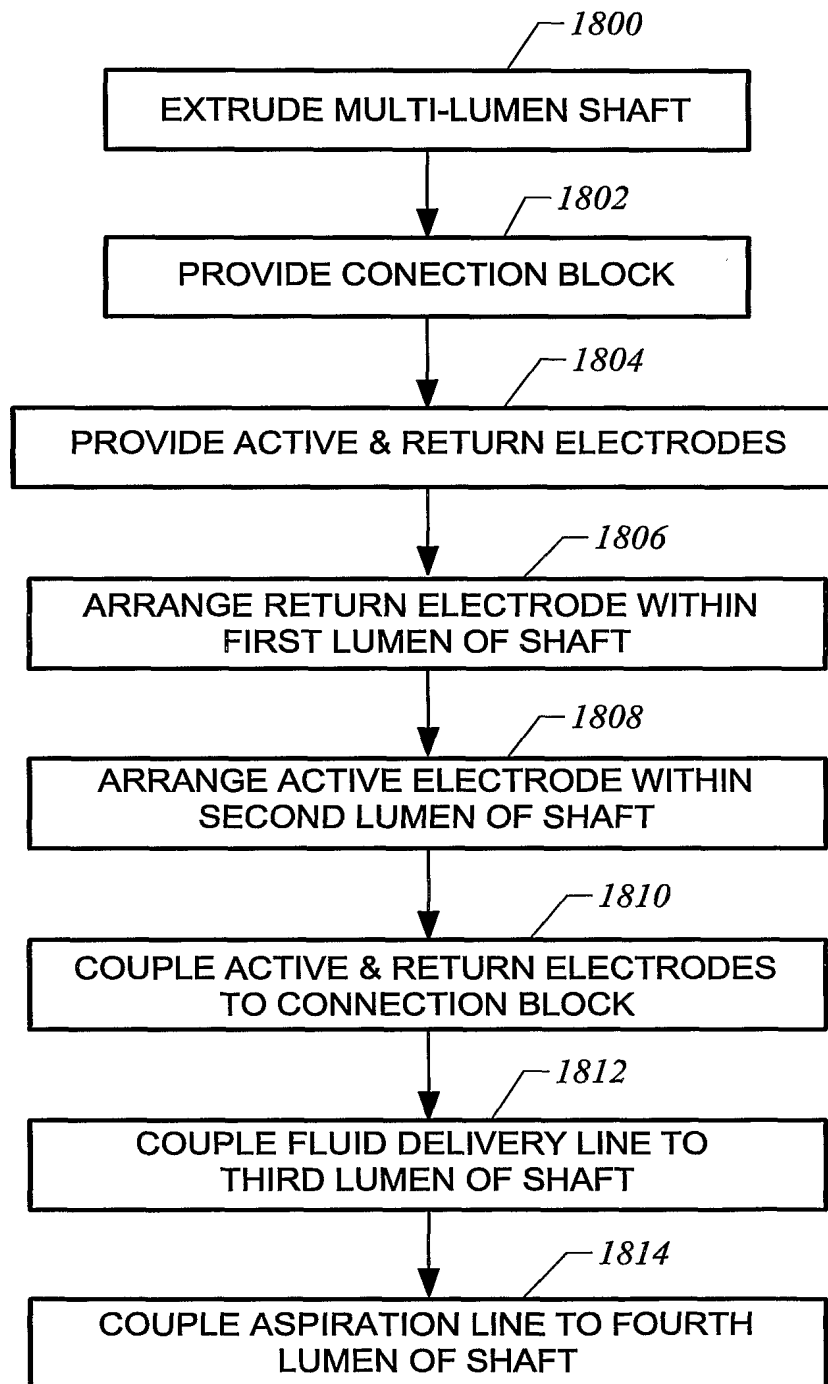 1800
EXTRUDE MULTI-LUMEN SHAFT
1802
PROVIDE CONECTION BLOCK
1804
PROVIDE ACTIVE & RETURN ELECTRODES
1806
ARRANGE RETURN ELECTRODE WITHIN
FIRST LUMEN OF SHAFT
1808
ARRANGE ACTIVE ELECTRODE WITHIN
SECOND LUMEN OF SHAFT
1810
COUPLE ACTIVE & RETURN ELECTRODES
TO CONNECTION BLOCK
1812
COUPLE FLUID DELIVERY LINE TO
THIRD LUMEN OF SHAFT
1814
COUPLE ASPIRATION LINE TO FOURTH
LUMEN OF SHAFT